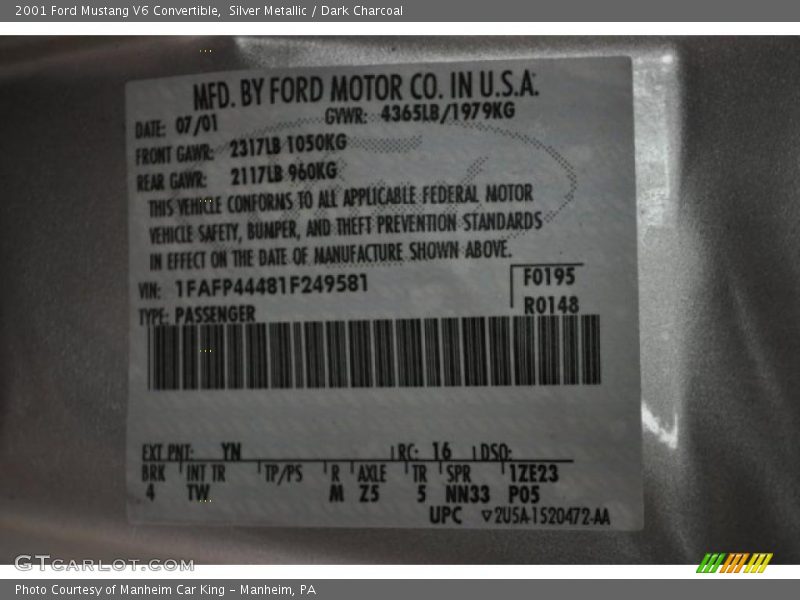 2001 Ford Mustang V6 Convertible, Silver Metallic / Dark Charcoal
MFD. BY FORD MOTOR CO. IN U.S.A.
DATE: 07/01 GVWR: 4365LB/1979KG
FRONT GAWR: 2317LB 1050KG
REAR GAWR: 2117LB 960KG
THIS VEHICLE CONFORMS TO ALL APPLICABLE FEDERAL MOTOR
VEHICLE SAFETY, BUMPER, AND THEFT PREVENTION STANDARDS
IN EFFECT ON THE DATE OF MANUFACTURE SHOWN ABOVE.
VIN: 1FAFP44481F249581 F0195
TYPE: PASSENGER R0148
EXT PNT: YN RC: 16 DSO:
BRK INT TR TP/PS R AXLE TR SPR 1ZE23
4 TW M Z5 5 NN33 P05
UPC 2U5A-1520472-AA
GTCarLot.com
Photo Courtesy of Manheim Car King – Manheim, PA